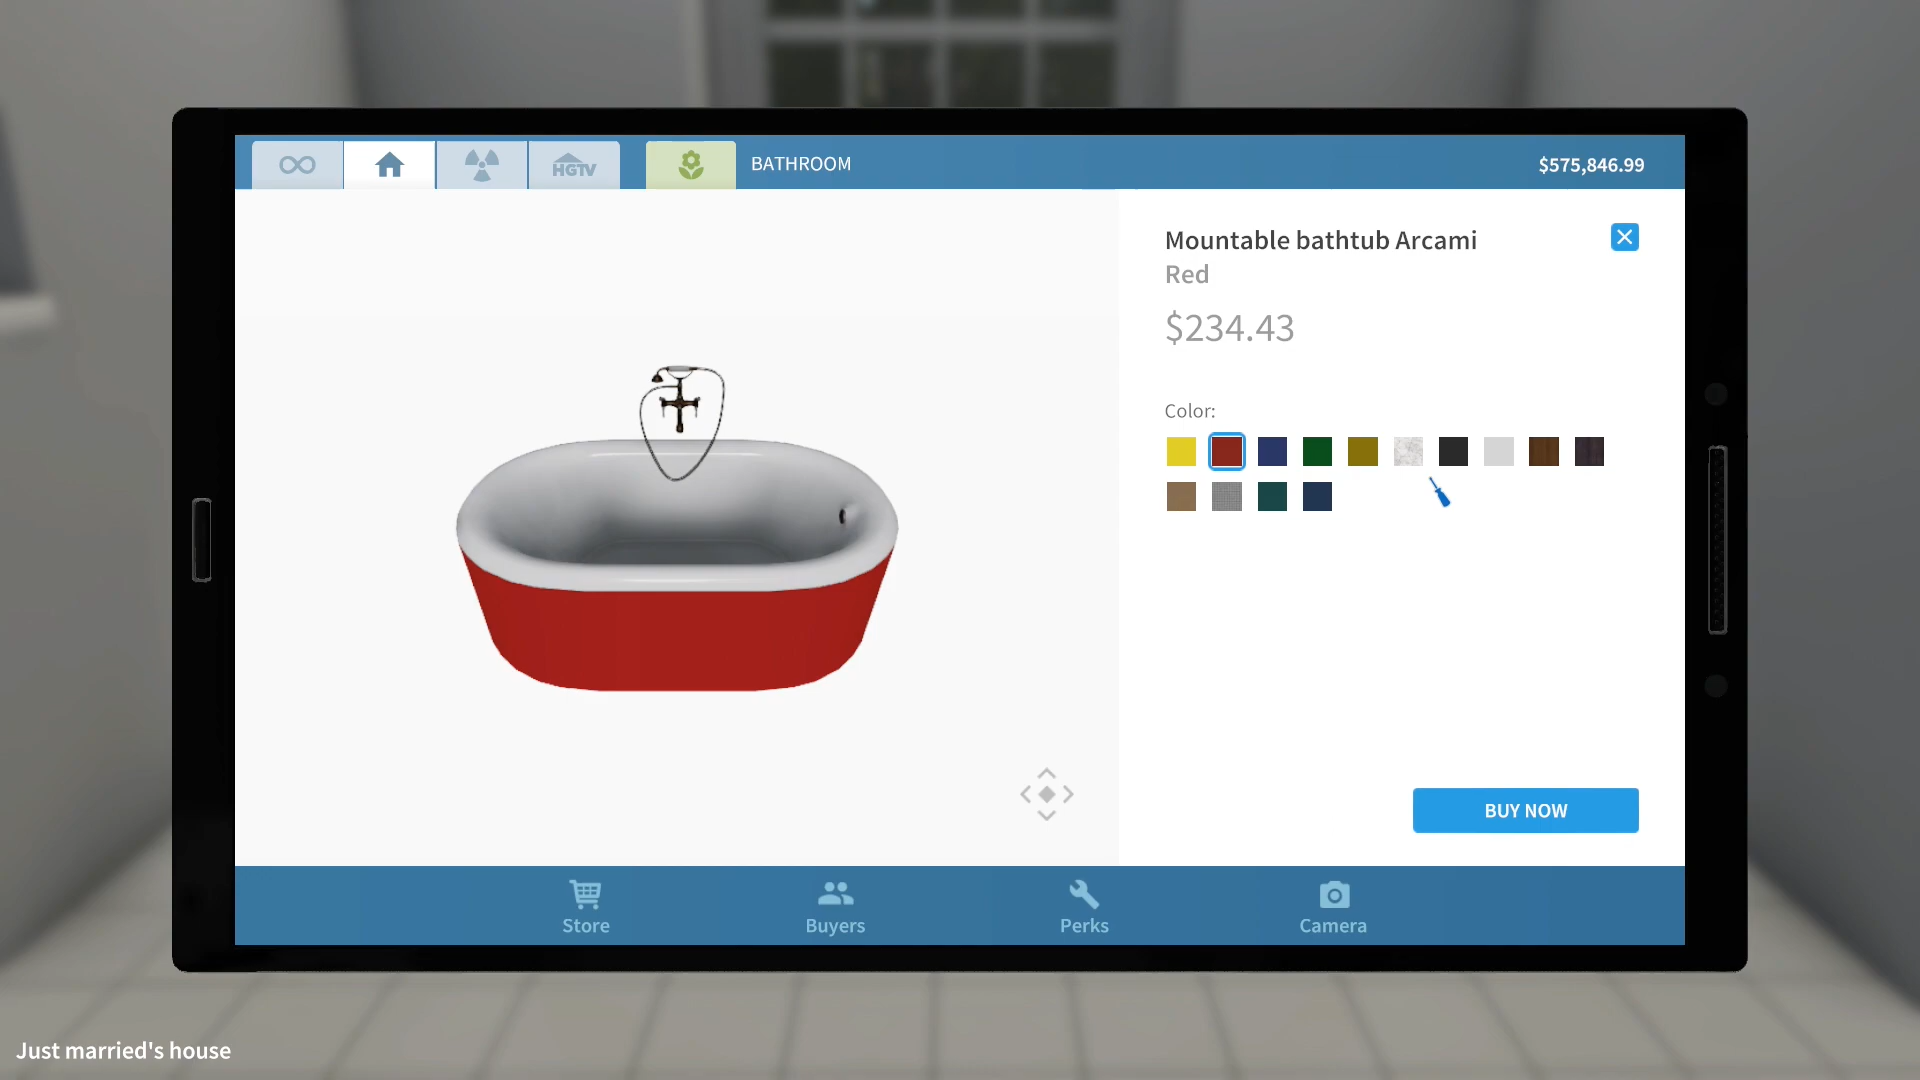 HGTV
BATHROOM
$575,846.99
Mountable bathtub Arcami
Red
$234.43
Color:
BUY NOW
Store
Buyers
Perks
Camera
Just married's house